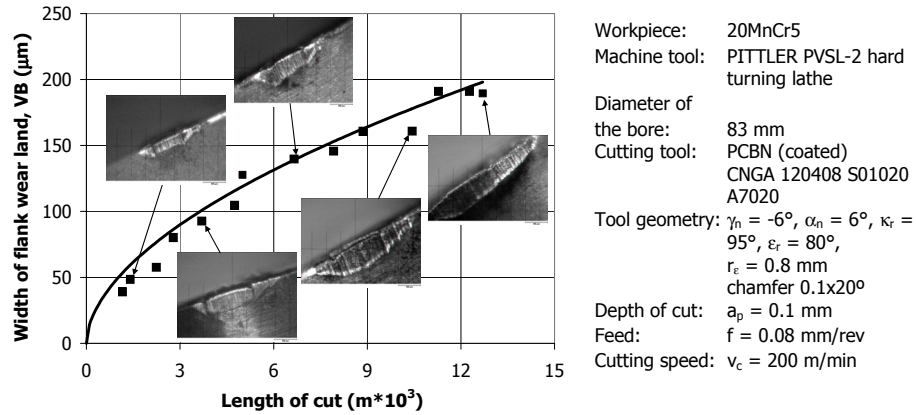 250
200
150
100
50
0
Width of flank wear land, VB (μm)
0 3 6 9 12 15
Length of cut (m*10³)
Workpiece: 20MnCr5
Machine tool: PITTLER PVSL-2 hard
turning lathe
Diameter of
the bore: 83 mm
Cutting tool: PCBN (coated)
CNGA 120408 S01020
A7020
Tool geometry: γₙ = -6°, αₙ = 6°, κᵣ =
95°, εᵣ = 80°,
r_ε = 0.8 mm
chamfer 0.1x20º
Depth of cut: aₚ = 0.1 mm
Feed: f = 0.08 mm/rev
Cutting speed: v_c = 200 m/min